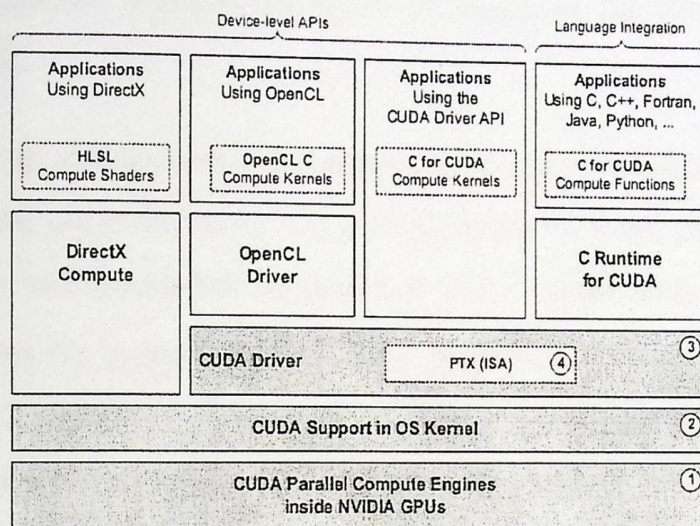 Device-level APIs
Language Integration
Applications
Using DirectX
HLSL
Compute Shaders
Applications
Using OpenCL
OpenCL C
Compute Kernels
Applications
Using the
CUDA Driver API
C for CUDA
Compute Kernels
Applications
Using C, C++, Fortran,
Java, Python, ...
C for CUDA
Compute Functions
DirectX
Compute
OpenCL
Driver
C Runtime
for CUDA
CUDA Driver
PTX (ISA)
4
3
CUDA Support in OS Kernel
2
CUDA Parallel Compute Engines
inside NVIDIA GPUs
1